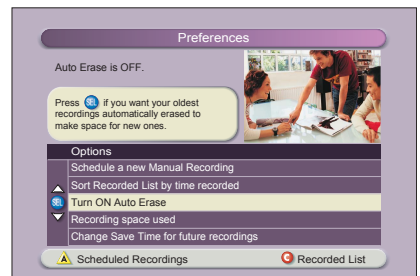 Preferences
Auto Erase is OFF.
Press SEL if you want your oldest
recordings automatically erased to
make space for new ones.
Options
Schedule a new Manual Recording
Sort Recorded List by time recorded
SEL Turn ON Auto Erase
Recording space used
Change Save Time for future recordings
A Scheduled Recordings
C Recorded List